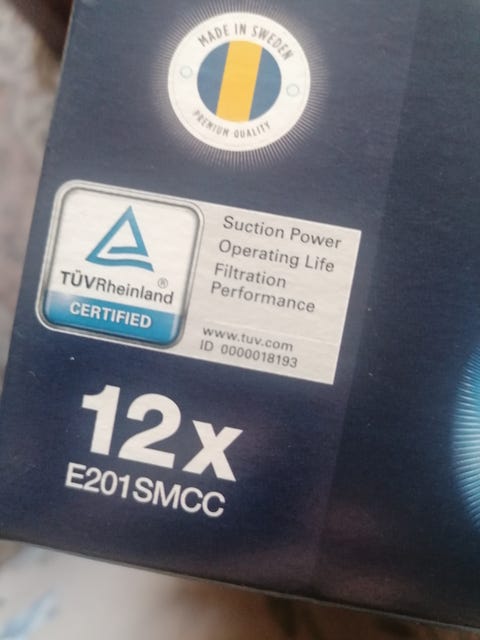 MADE IN SWEDEN
PREMIUM QUALITY
TÜVRheinland®
CERTIFIED
Suction Power
Operating Life
Filtration
Performance
www.tuv.com
ID 0000018193
12x
E201SMCC